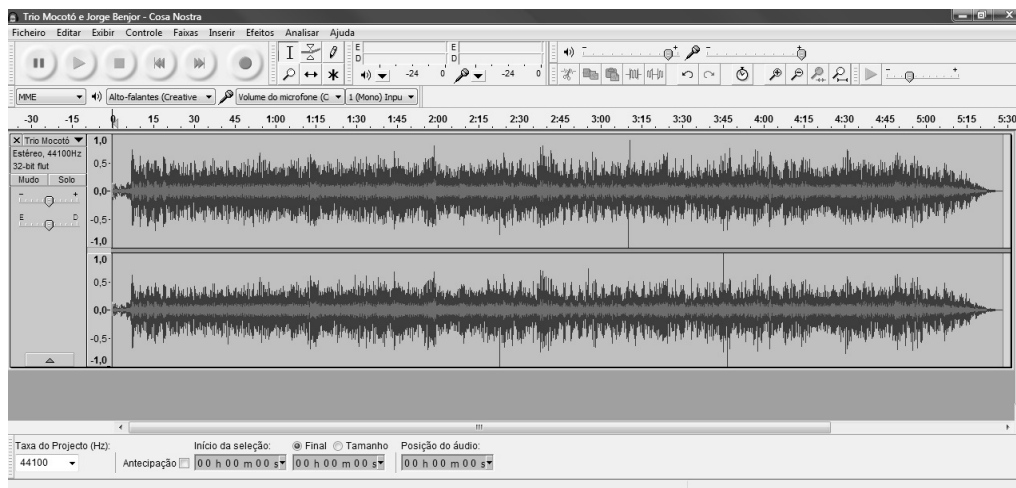 Trio Mocotó e Jorge Benjor - Cosa Nostra
Ficheiro Editar Exibir Controle Faixas Inserir Efeitos Analisar Ajuda
E D -24 0 E D -24 0
- + - +
- +
MME Alto-falantes (Creative Volume do microfone (C 1 (Mono) Inpu
-30 -15 0 15 30 45 1:00 1:15 1:30 1:45 2:00 2:15 2:30 2:45 3:00 3:15 3:30 3:45 4:00 4:15 4:30 4:45 5:00 5:15 5:30
X Trio Mocotó 1,0
Estéreo, 44100Hz
32-bit flut 0,5-
Mudo Solo
- + 0,0-
E D -0,5-
-1,0
1,0
0,5-
0,0-
-0,5-
-1,0
Taxa do Projecto (Hz): Início da seleção: Final Tamanho Posição do áudio:
44100 Antecipação 00 h 00 m 00 s 00 h 00 m 00 s 00 h 00 m 00 s